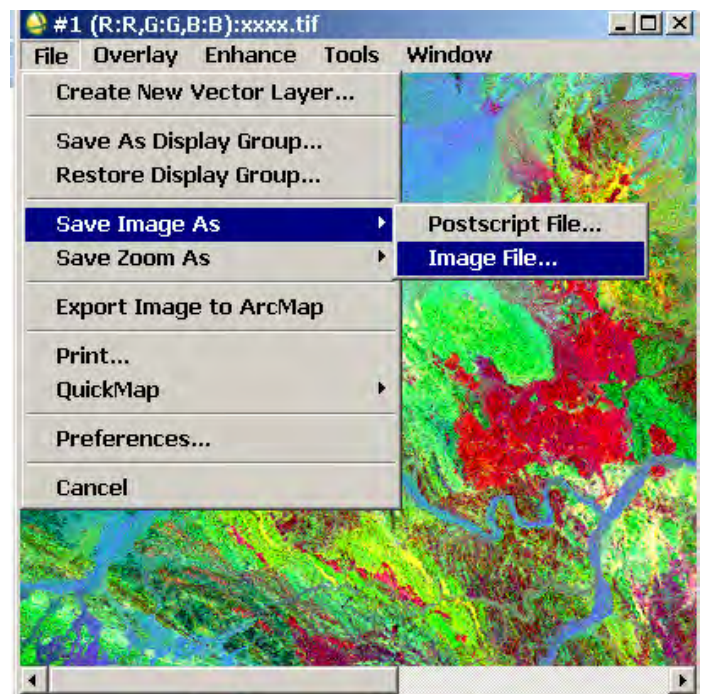 #1 (R:R,G:G,B:B):xxxx.tif
File Overlay Enhance Tools Window
Create New Vector Layer...
Save As Display Group...
Restore Display Group...
Save Image As
Postscript File...
Save Zoom As
Image File...
Export Image to ArcMap
Print...
QuickMap
Preferences...
Cancel